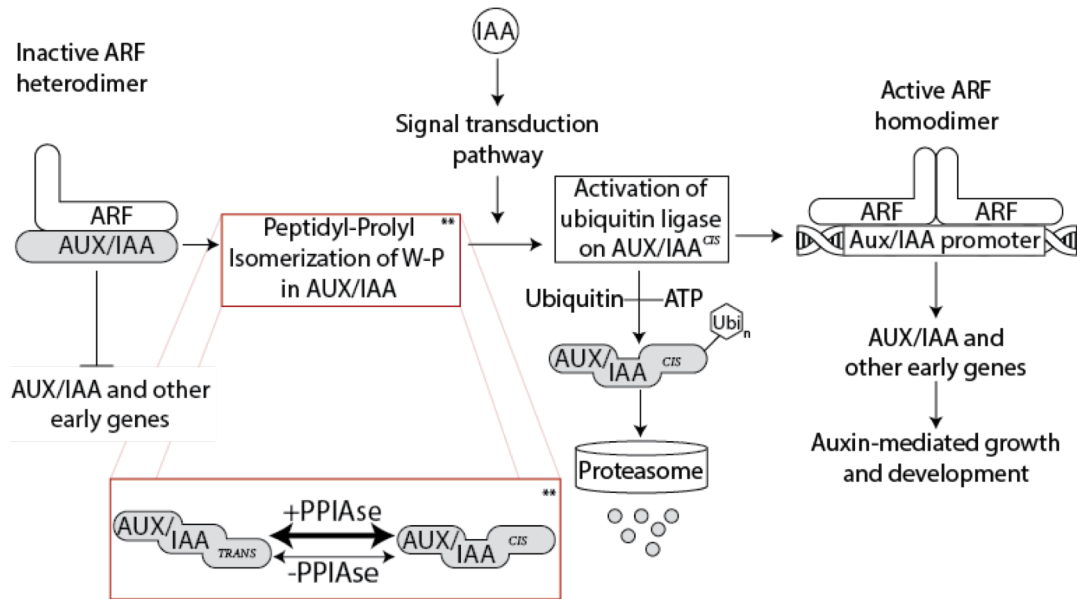 Inactive ARF
heterodimer
ARF
AUX/IAA
AUX/IAA and other
early genes
Peptidyl-Prolyl **
Isomerization of W-P
in AUX/IAA
IAA
Signal transduction
pathway
Activation of
ubiquitin ligase
on AUX/IAA CIS
Ubiquitin ATP
Ubi n
AUX/
IAA CIS
Proteasome
Active ARF
homodimer
ARF ARF
Aux/IAA promoter
AUX/IAA and
other early genes
Auxin-mediated growth
and development
**
+PPIAse
AUX/
IAA TRANS
AUX/
IAA CIS
-PPIAse